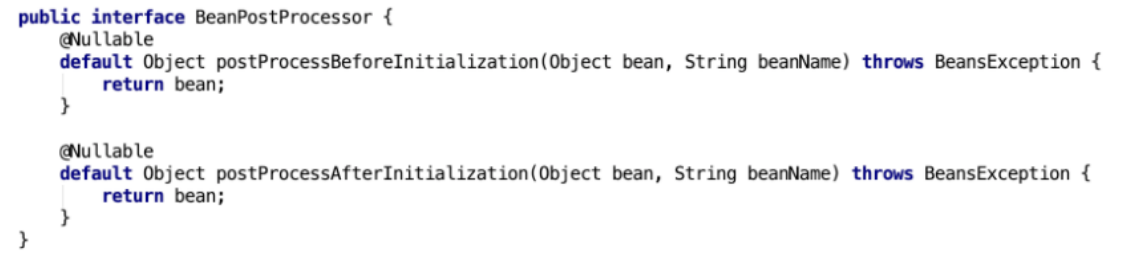 public interface BeanPostProcessor {
    @Nullable
    default Object postProcessBeforeInitialization(Object bean, String beanName) throws BeansException {
        return bean;
    }

    @Nullable
    default Object postProcessAfterInitialization(Object bean, String beanName) throws BeansException {
        return bean;
    }
}